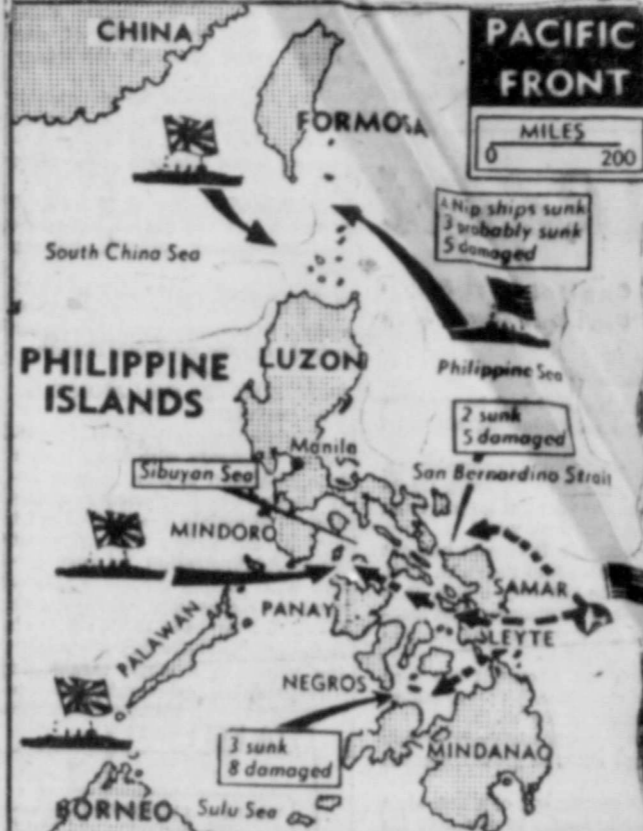 CHINA
PACIFIC
FRONT
MILES
0 200
FORMOSA
4 Nip ships sunk
3 probably sunk
5 damaged
South China Sea
PHILIPPINE
ISLANDS
LUZON
Philippine Sea
2 sunk
5 damaged
Manila
Sibuyan Sea
San Bernardino Strait
MINDORO
SAMAR
PANAY
LEYTE
PALAWAN
NEGROS
3 sunk
8 damaged
MINDANAO
BORNEO
Sulu Sea